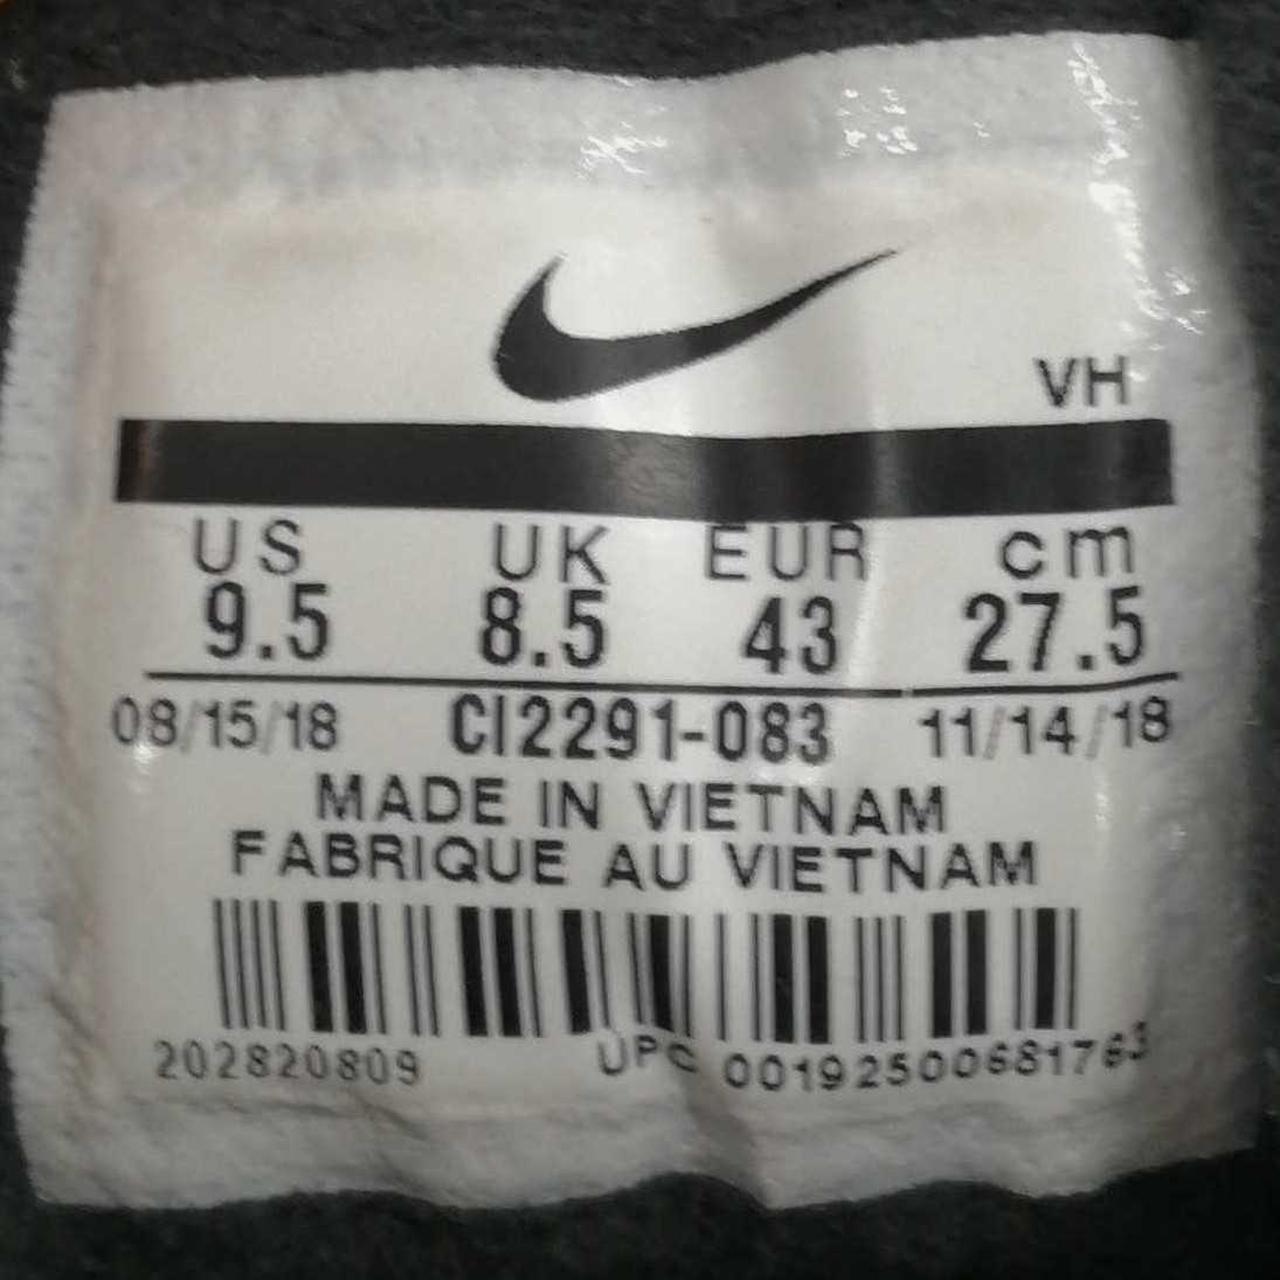 VH
US UK EUR cm
9.5 8.5 43 27.5
08/15/18 CI2291-083 11/14/18
MADE IN VIETNAM
FABRIQUE AU VIETNAM
202820809 UPC 00192500681763